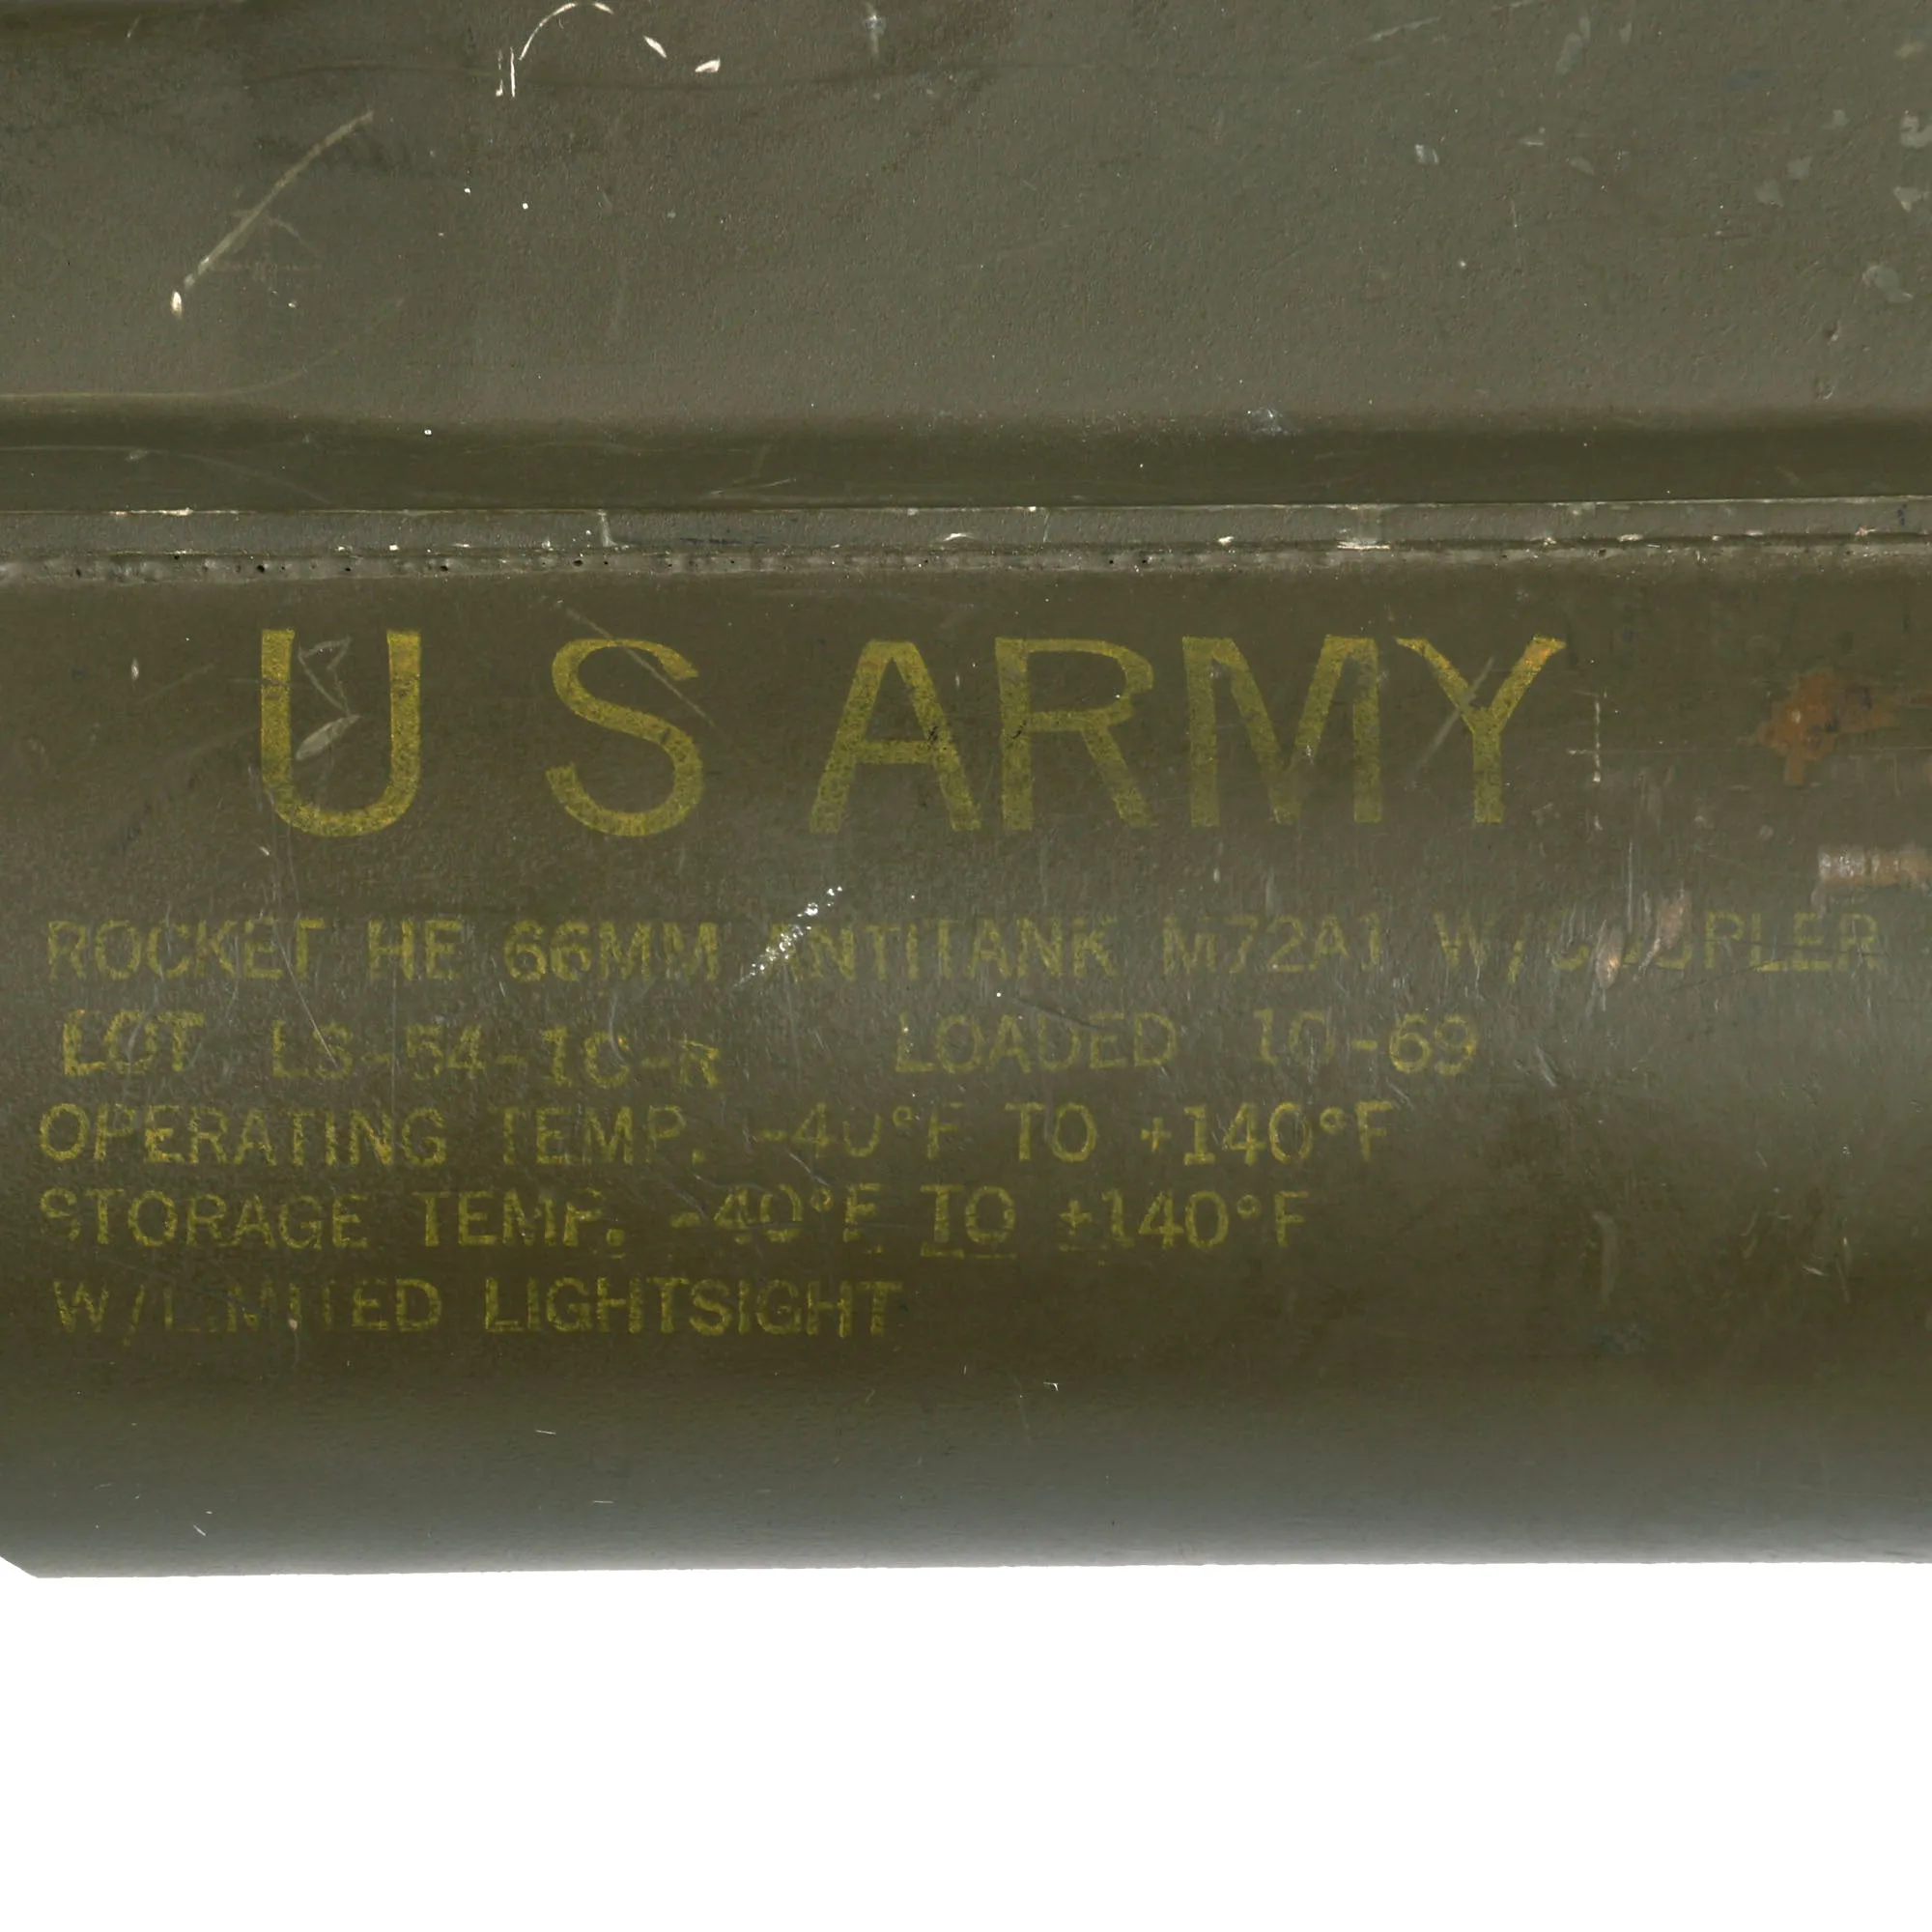 U S ARMY
ROCKET HE 66MM ANTITANK M72A1 W/COUPLER
LOT LS-54-1C-R LOADED 10-69
OPERATING TEMP. -40°F TO +140°F
STORAGE TEMP. -40°F TO +140°F
W/LIMITED LIGHTSIGHT